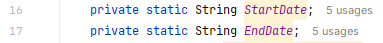 16 private static String StartDate; 5 usages
17 private static String EndDate; 5 usages